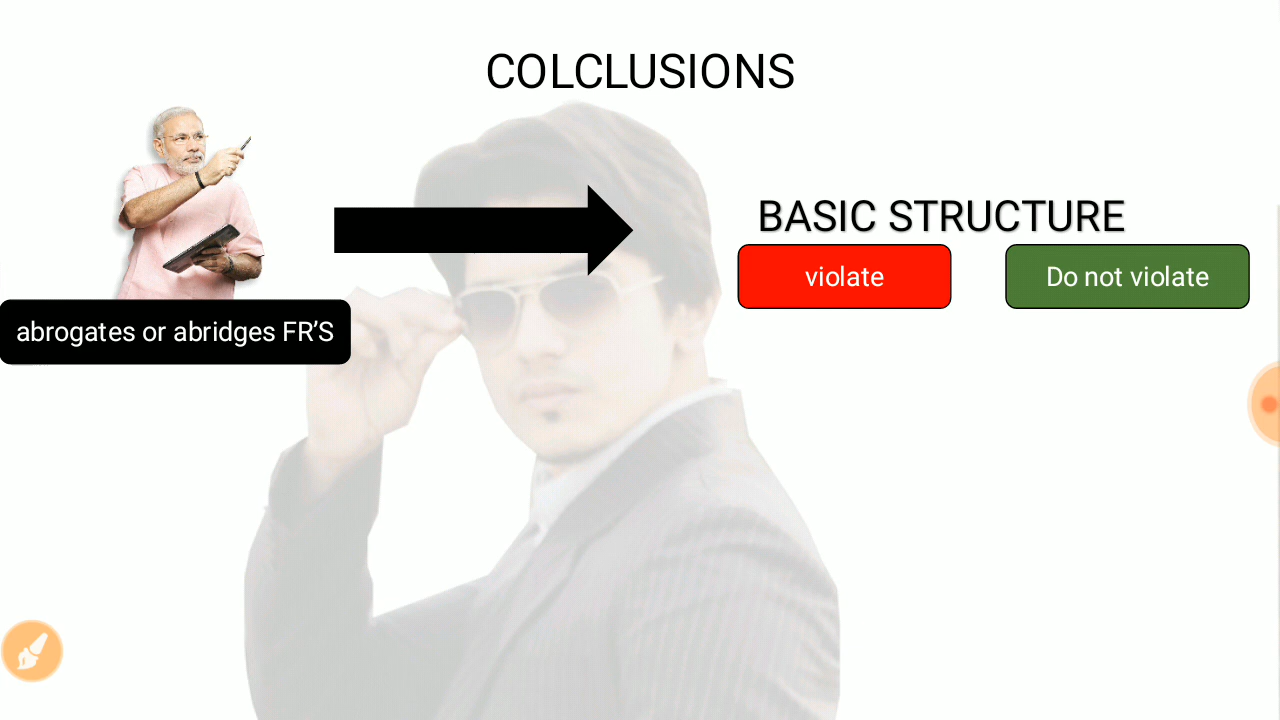 COLCLUSIONS
BASIC STRUCTURE
violate
Do not violate
abrogates or abridges FR’S